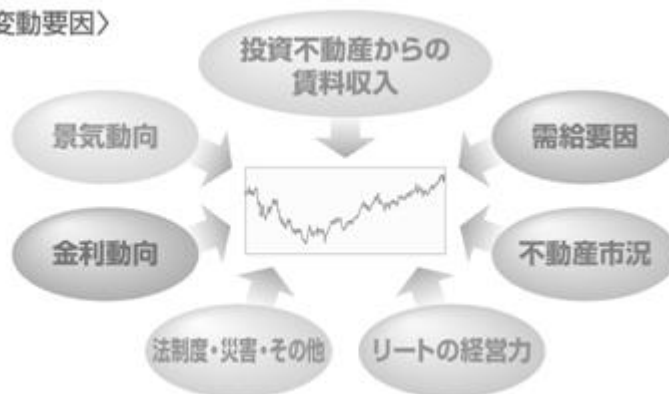 変動要因〉
投資不動産からの
賃料収入
景気動向
需給要因
金利動向
不動産市況
法制度・災害・その他
リートの経営力